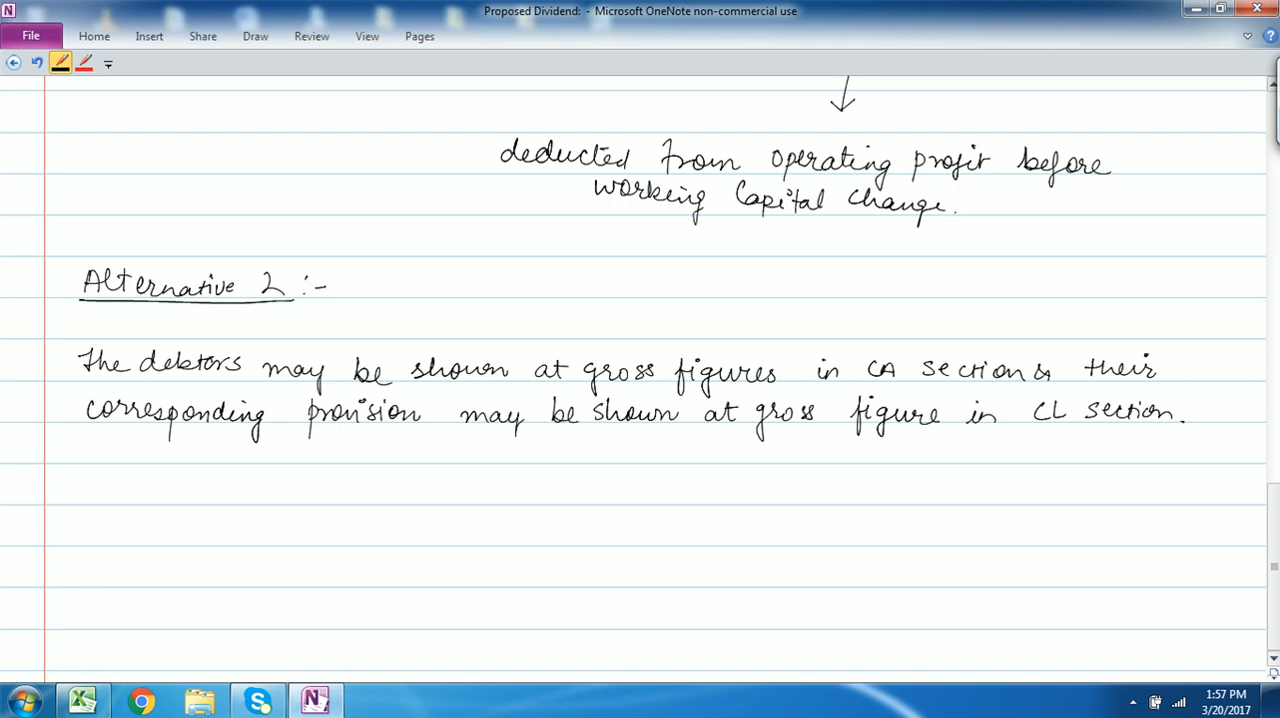 Proposed Dividend: - Microsoft OneNote non-commercial use
File Home Insert Share Draw Review View Pages
deducted from operating profit before
working Capital Change.
Alternative 2 :-
The debtors may be shown at gross figures in CA section & their
corresponding provision may be shown at gross figure in CL section.
1:57 PM
3/20/2017